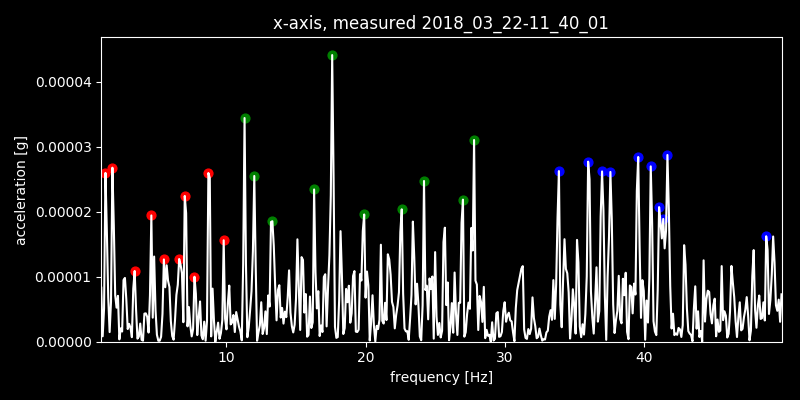 x-axis, measured 2018_03_22-11_40_01
acceleration [g]
0.00004
0.00003
0.00002
0.00001
0.00000
10 20 30 40
frequency [Hz]